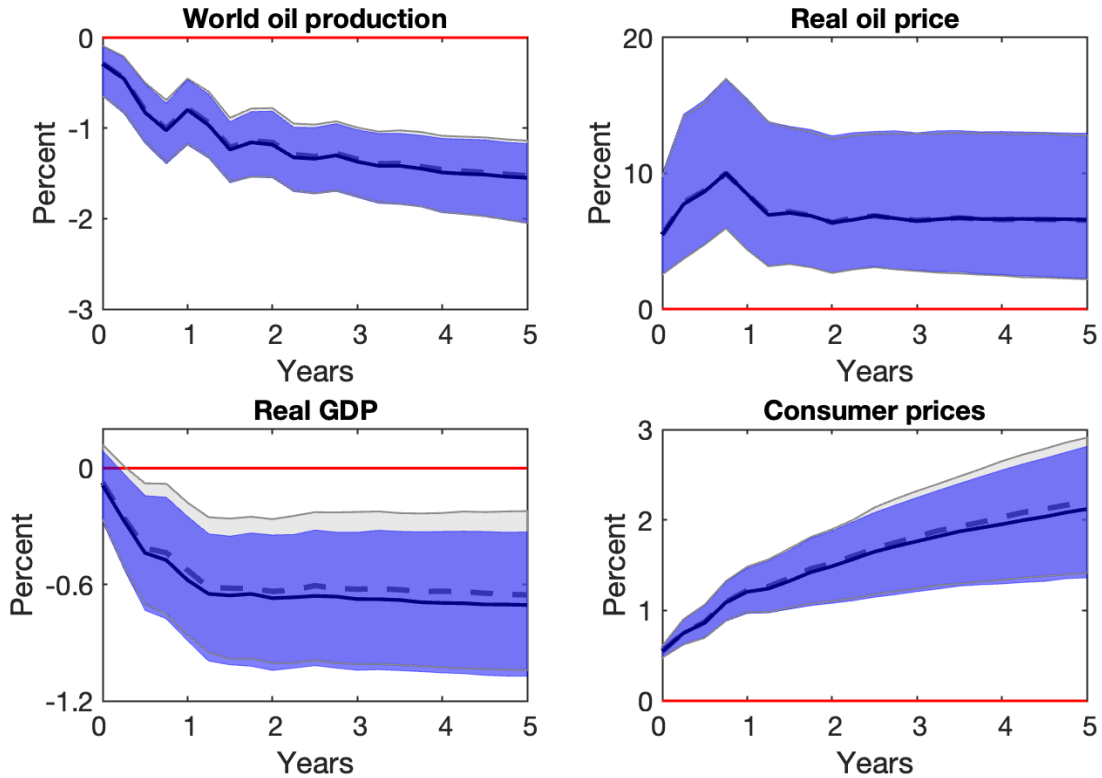 World oil production
0
-1
-2
-3
Percent
0 1 2 3 4 5
Years
Real oil price
20
10
0
Percent
0 1 2 3 4 5
Years
Real GDP
0
-0.6
-1.2
Percent
0 1 2 3 4 5
Years
Consumer prices
3
2
1
0
Percent
0 1 2 3 4 5
Years